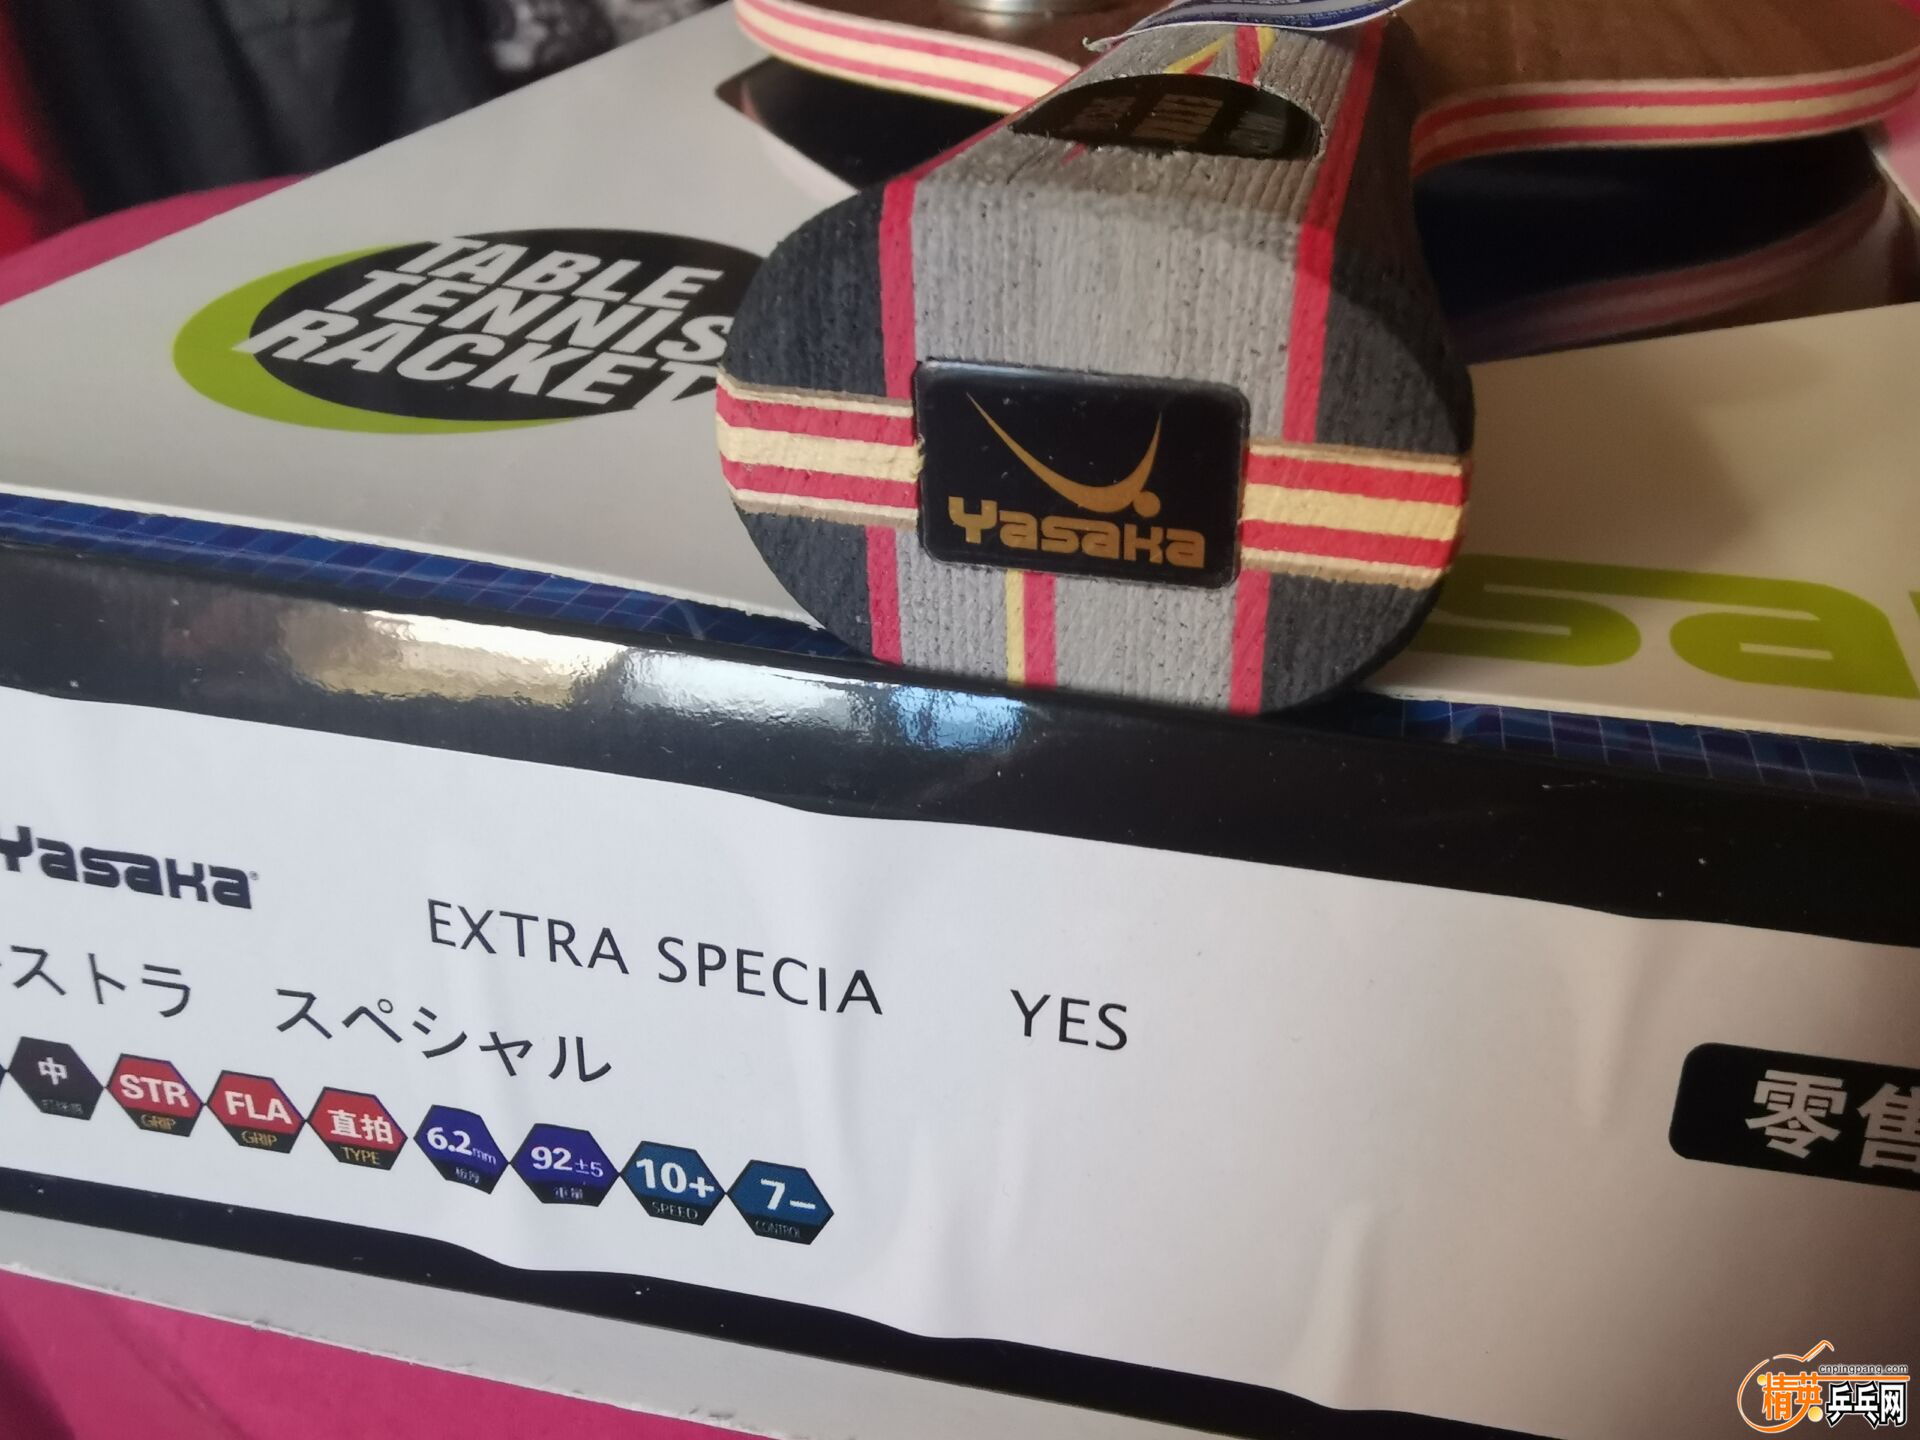 TABLE
TENNIS
RACKET
EXTRA
Yasaka
sa
Yasaka®
EXTRA SPECIA YES
ストラ スペシャル
中
STR
GRIP
FLA
GRIP
直拍
TYPE
6.2mm
板厚
92±5
重量
10+
SPEED
7−
CONTROL
零售
cnpingpang.com
精英乒乓网